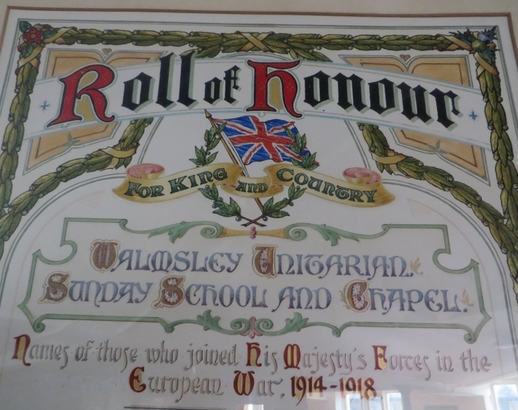 Roll of Honour
FOR KING AND COUNTRY
WALMSLEY UNITARIAN.
SUNDAY SCHOOL AND CHAPEL.
Names of those who joined His Majesty's Forces in the
European War, 1914-1918